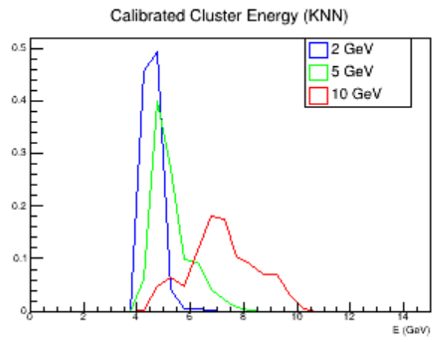 Calibrated Cluster Energy (KNN)
2 GeV
5 GeV
10 GeV
0.5
0.4
0.3
0.2
0.1
0
0 2 4 6 8 10 12 14
E (GeV)